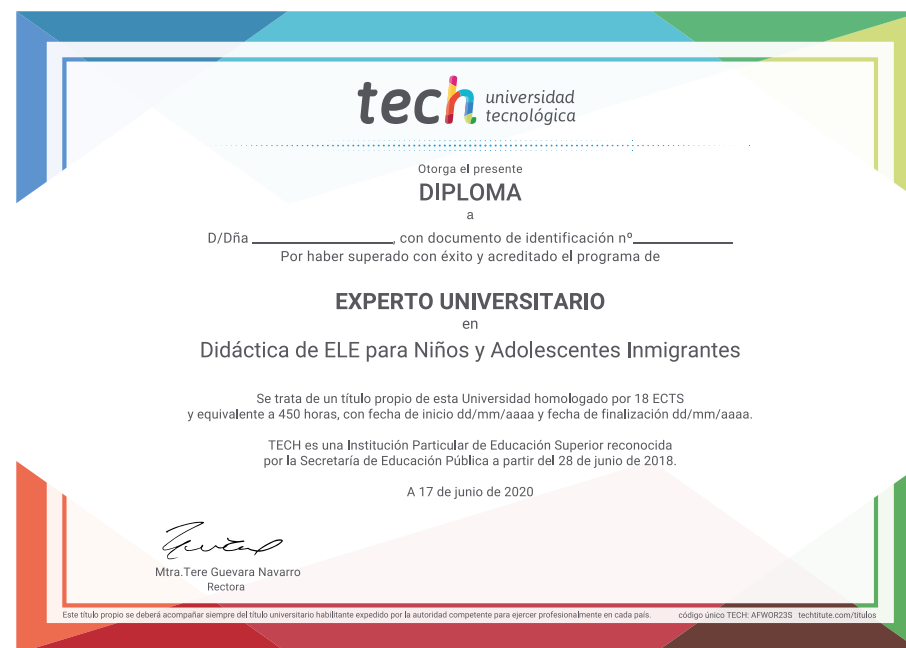 tech universidad
tecnológica
Otorga el presente
DIPLOMA
a
D/Dña ____________________, con documento de identificación nº______________
Por haber superado con éxito y acreditado el programa de
EXPERTO UNIVERSITARIO
en
Didáctica de ELE para Niños y Adolescentes Inmigrantes
Se trata de un título propio de esta Universidad homologado por 18 ECTS
y equivalente a 450 horas, con fecha de inicio dd/mm/aaaa y fecha de finalización dd/mm/aaaa.
TECH es una Institución Particular de Educación Superior reconocida
por la Secretaría de Educación Pública a partir del 28 de junio de 2018.
A 17 de junio de 2020
Mtra.Tere Guevara Navarro
Rectora
Este título propio se deberá acompañar siempre del título universitario habilitante expedido por la autoridad competente para ejercer profesionalmente en cada país. código único TECH: AFWOR23S techtitute.com/titulos